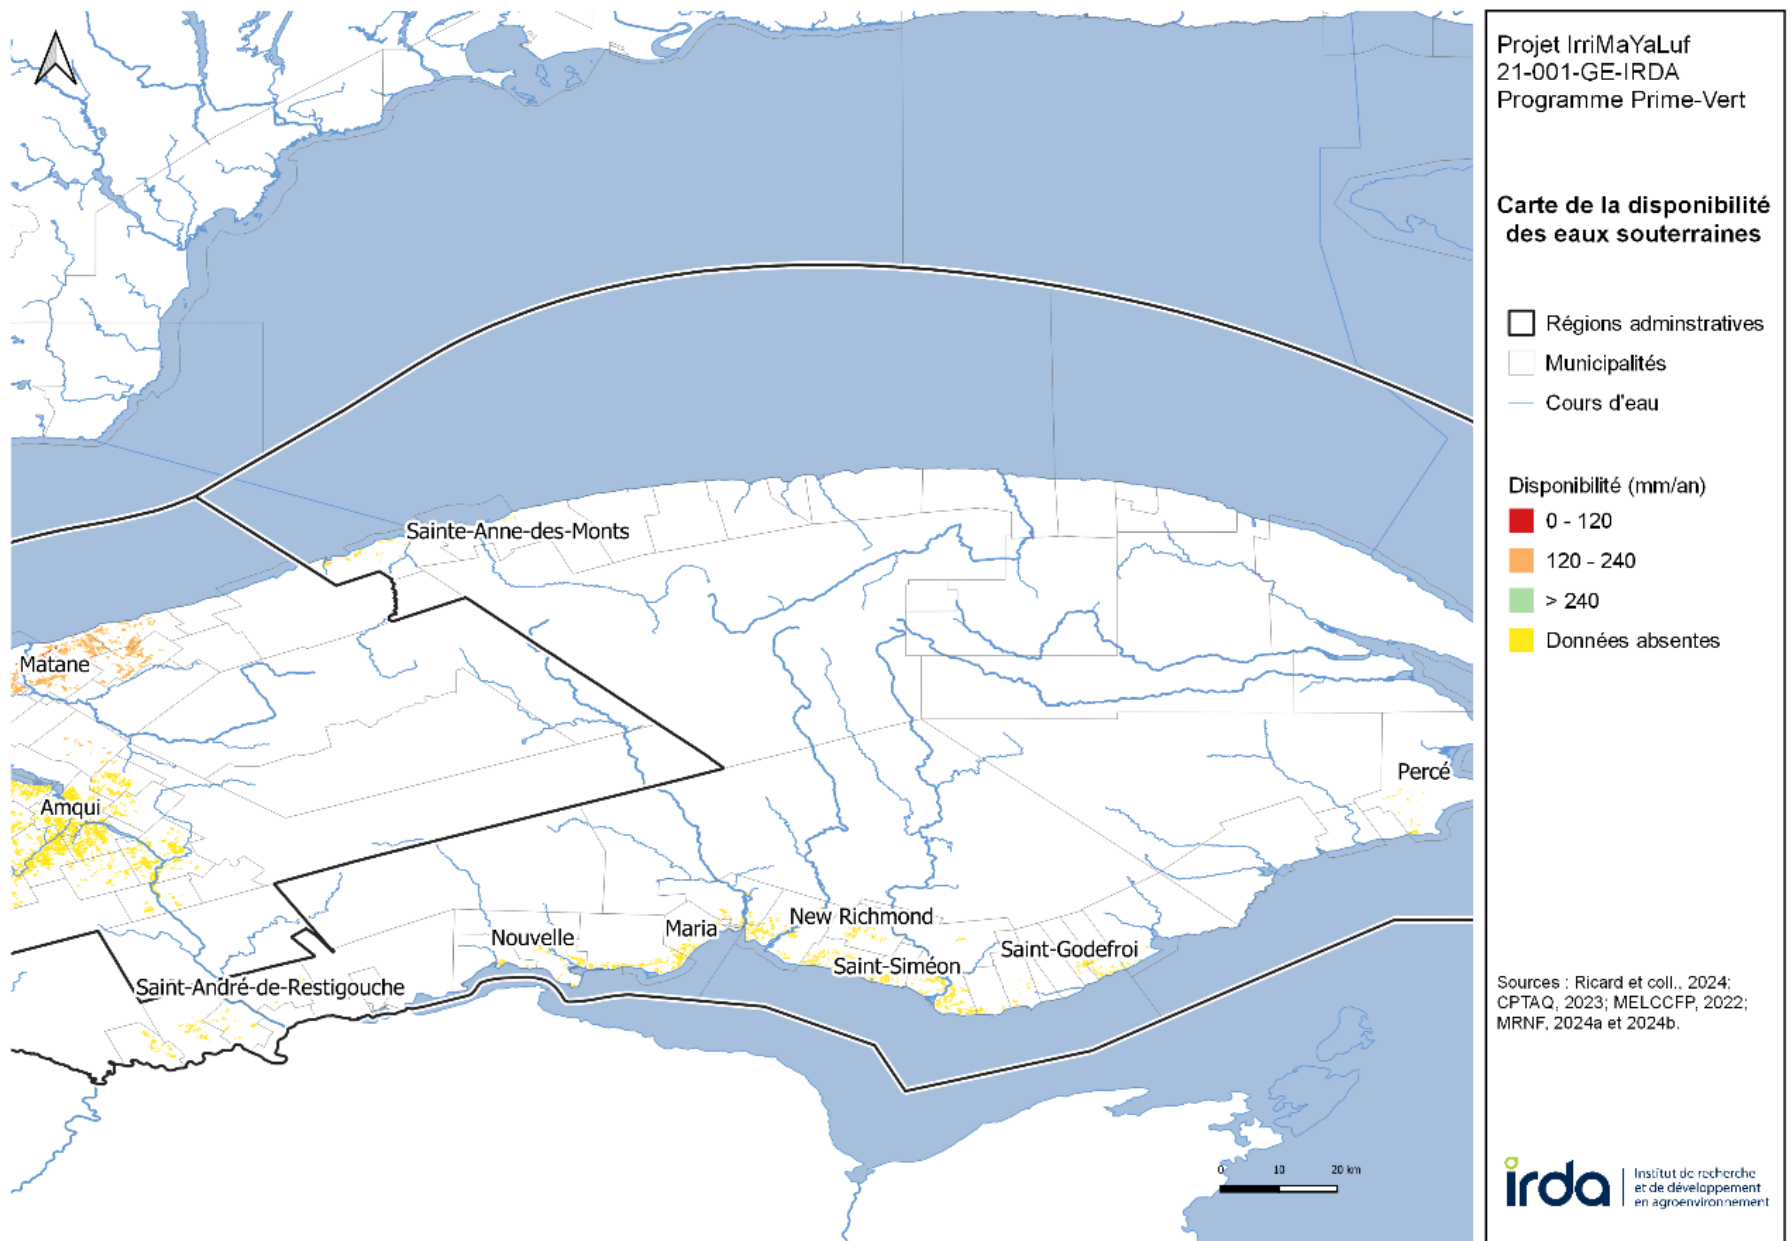 Projet IrriMaYaLuf
21-001-GE-IRDA
Programme Prime-Vert
Carte de la disponibilité
des eaux souterraines
Régions adminstratives
Municipalités
Cours d'eau
Disponibilité (mm/an)
0 - 120
120 - 240
> 240
Données absentes
Sainte-Anne-des-Monts
Matane
Percé
Amqui
New Richmond
Maria
Nouvelle
Saint-Godefroi
Saint-Siméon
Saint-André-de-Restigouche
0 10 20 km
Sources : Ricard et coll., 2024;
CPTAQ, 2023; MELCCFP, 2022;
MRNF, 2024a et 2024b.
irda
Institut de recherche
et de développement
en agroenvironnement